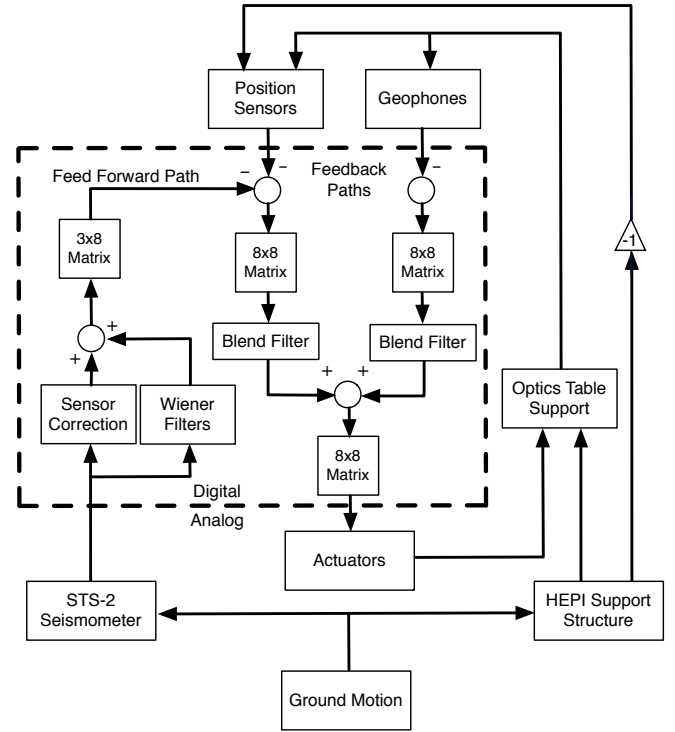 Position
Sensors
Geophones
Feed Forward Path
−
−
Feedback
Paths
−
3x8
Matrix
8x8
Matrix
8x8
Matrix
-1
+
+
Blend Filter
Blend Filter
+
+
Sensor
Correction
Wiener
Filters
Optics Table
Support
8x8
Matrix
Digital
Analog
Actuators
STS-2
Seismometer
HEPI Support
Structure
Ground Motion